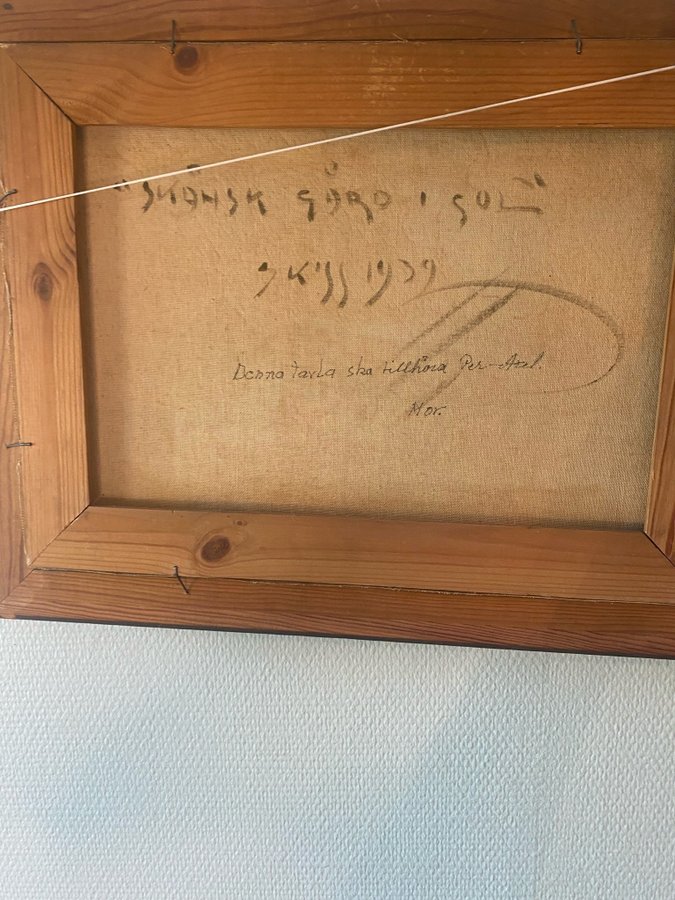 "SKÅNSK GÅRD I SOL"
SKISS 1939
Denna tavla ska tillhöra Per-Axel.
Mor.